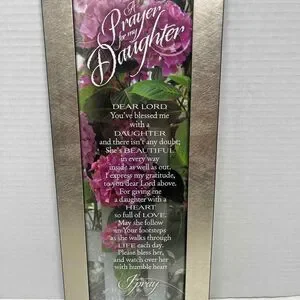 A
Prayer
for my
Daughter
DEAR LORD
You've blessed me
with a
DAUGHTER
and there isn't any doubt;
She's BEAUTIFUL
in every way
inside as well as out.
I express my gratitude,
to you dear Lord above.
For giving me
a daughter with a
HEART
so full of LOVE.
May she follow
in Your footsteps
as she walks through
LIFE each day.
Please bless her,
and watch over her
with humble heart
I pray